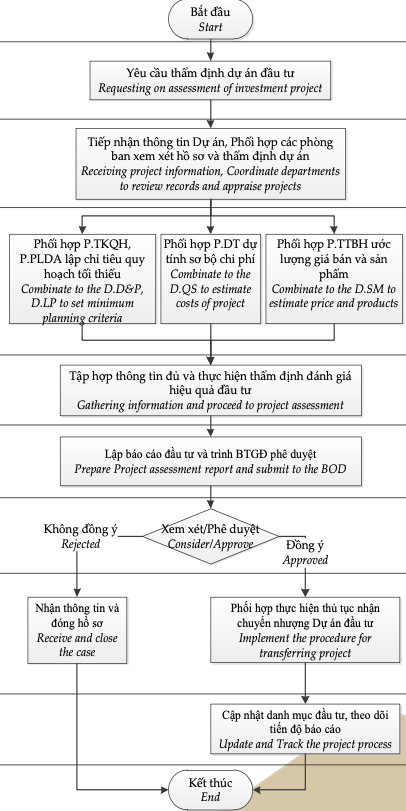 Bắt đầu
Start
Yêu cầu thẩm định dự án đầu tư
Requesting on assessment of investment project
Tiếp nhận thông tin Dự án, Phối hợp các phòng
ban xem xét hồ sơ và thẩm định dự án
Receiving project information, Coordinate departments
to review records and appraise projects
Phối hợp P.TKQH,
P.PLDA lập chỉ tiêu quy
hoạch tối thiểu
Combinate to the D.D&P,
D.LP to set minimum
planning criteria
Phối hợp P.DT dự
tính sơ bộ chi phí
Combinate to the
D.QS to estimate
costs of project
Phối hợp P.TTBH ước
lượng giá bán và sản
phẩm
Combinate to the D.SM to
estimate price and products
Tập hợp thông tin đủ và thực hiện thẩm định đánh giá
hiệu quả đầu tư
Gathering information and proceed to project assessment
Lập báo cáo đầu tư và trình BTGĐ phê duyệt
Prepare Project assessment report and submit to the BOD
Xem xét/Phê duyệt
Consider/Approve
Không đồng ý
Rejected
Đồng ý
Approved
Nhận thông tin và
đóng hồ sơ
Receive and close
the case
Phối hợp thực hiện thủ tục nhận
chuyển nhượng Dự án đầu tư
Implement the procedure for
transferring project
Cập nhật danh mục đầu tư, theo dõi
tiến độ báo cáo
Update and Track the project process
Kết thúc
End